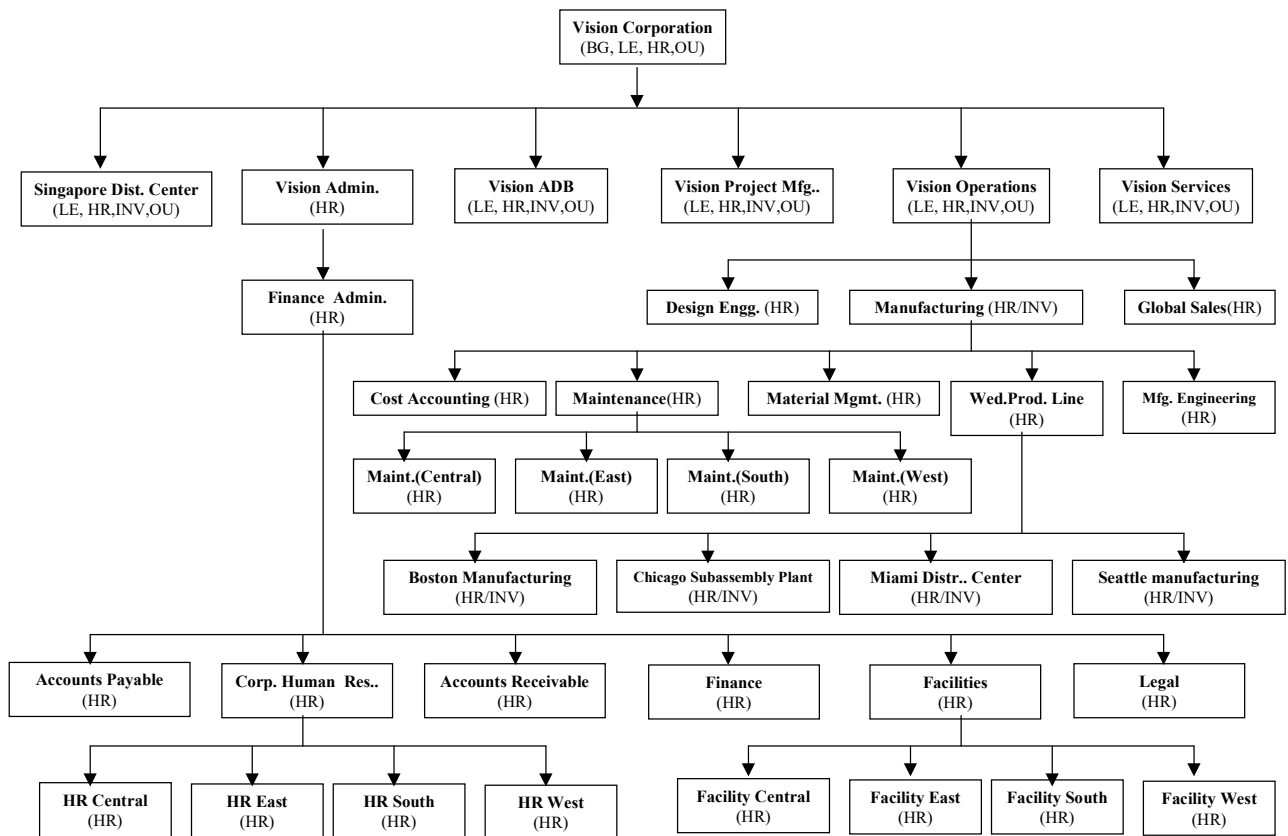 Vision Corporation
(BG, LE, HR,OU)
Singapore Dist. Center
(LE, HR,INV,OU)
Vision Admin.
(HR)
Vision ADB
(LE, HR,INV,OU)
Vision Project Mfg..
(LE, HR,INV,OU)
Vision Operations
(LE, HR,INV,OU)
Vision Services
(LE, HR,INV,OU)
Finance Admin.
(HR)
Design Engg. (HR)
Manufacturing (HR/INV)
Global Sales(HR)
Cost Accounting (HR)
Maintenance(HR)
Material Mgmt. (HR)
Wed.Prod. Line
(HR)
Mfg. Engineering
(HR)
Maint.(Central)
(HR)
Maint.(East)
(HR)
Maint.(South)
(HR)
Maint.(West)
(HR)
Boston Manufacturing
(HR/INV)
Chicago Subassembly Plant
(HR/INV)
Miami Distr.. Center
(HR/INV)
Seattle manufacturing
(HR/INV)
Accounts Payable
(HR)
Corp. Human Res..
(HR)
Accounts Receivable
(HR)
Finance
(HR)
Facilities
(HR)
Legal
(HR)
HR Central
(HR)
HR East
(HR)
HR South
(HR)
HR West
(HR)
Facility Central
(HR)
Facility East
(HR)
Facility South
(HR)
Facility West
(HR)